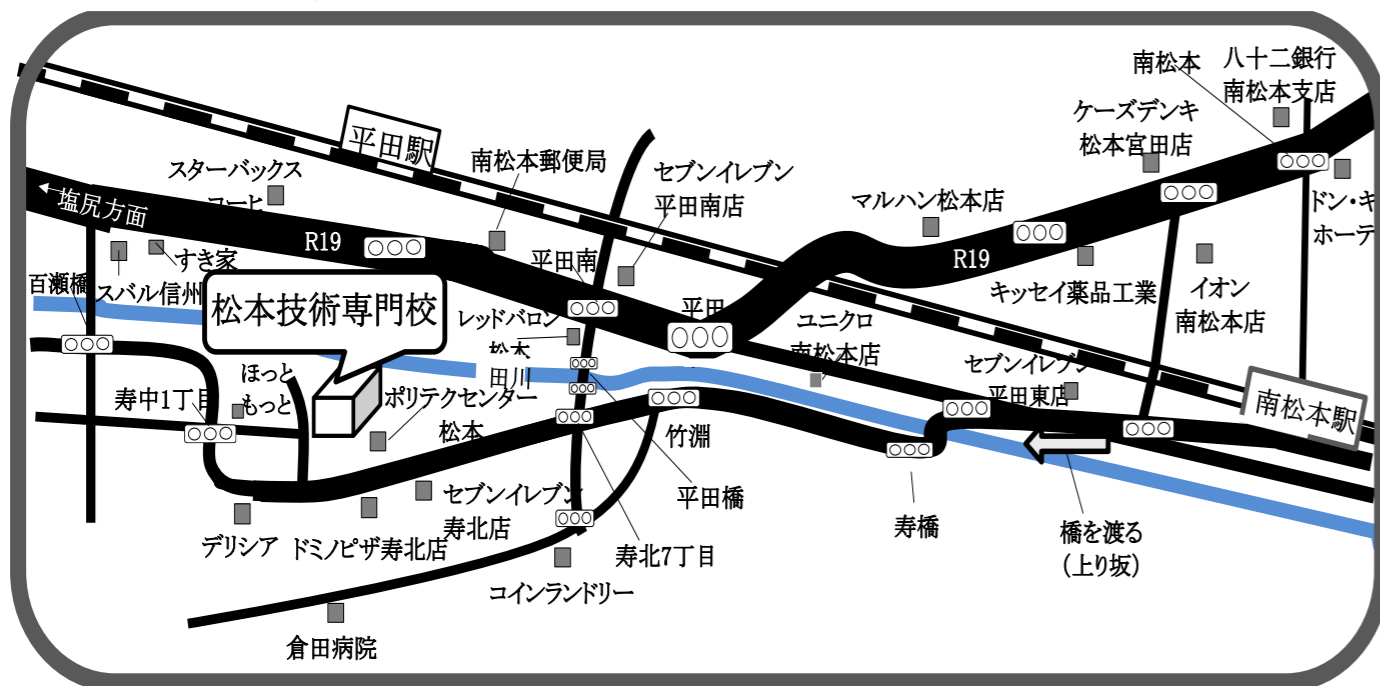 南松本
八十二銀行
南松本支店
ケーズデンキ
松本宮田店
平田駅
南松本郵便局
セブンイレブン
平田南店
スターバックス
コーヒ
マルハン松本店
ドン・キ
ホーテ
塩尻方面
R19
R19
すき家
平田南
百瀬橋
スバル信州
キッセイ薬品工業
イオン
南松本店
松本技術専門校
レッドバロン
松本
平田
ユニクロ
南松本店
田川
セブンイレブン
平田東店
ほっと
もっと
寿中1丁目
ポリテクセンター
松本
竹淵
南松本駅
セブンイレブン
寿北店
平田橋
寿橋
橋を渡る
(上り坂)
デリシア
ドミノピザ寿北店
寿北7丁目
コインランドリー
倉田病院